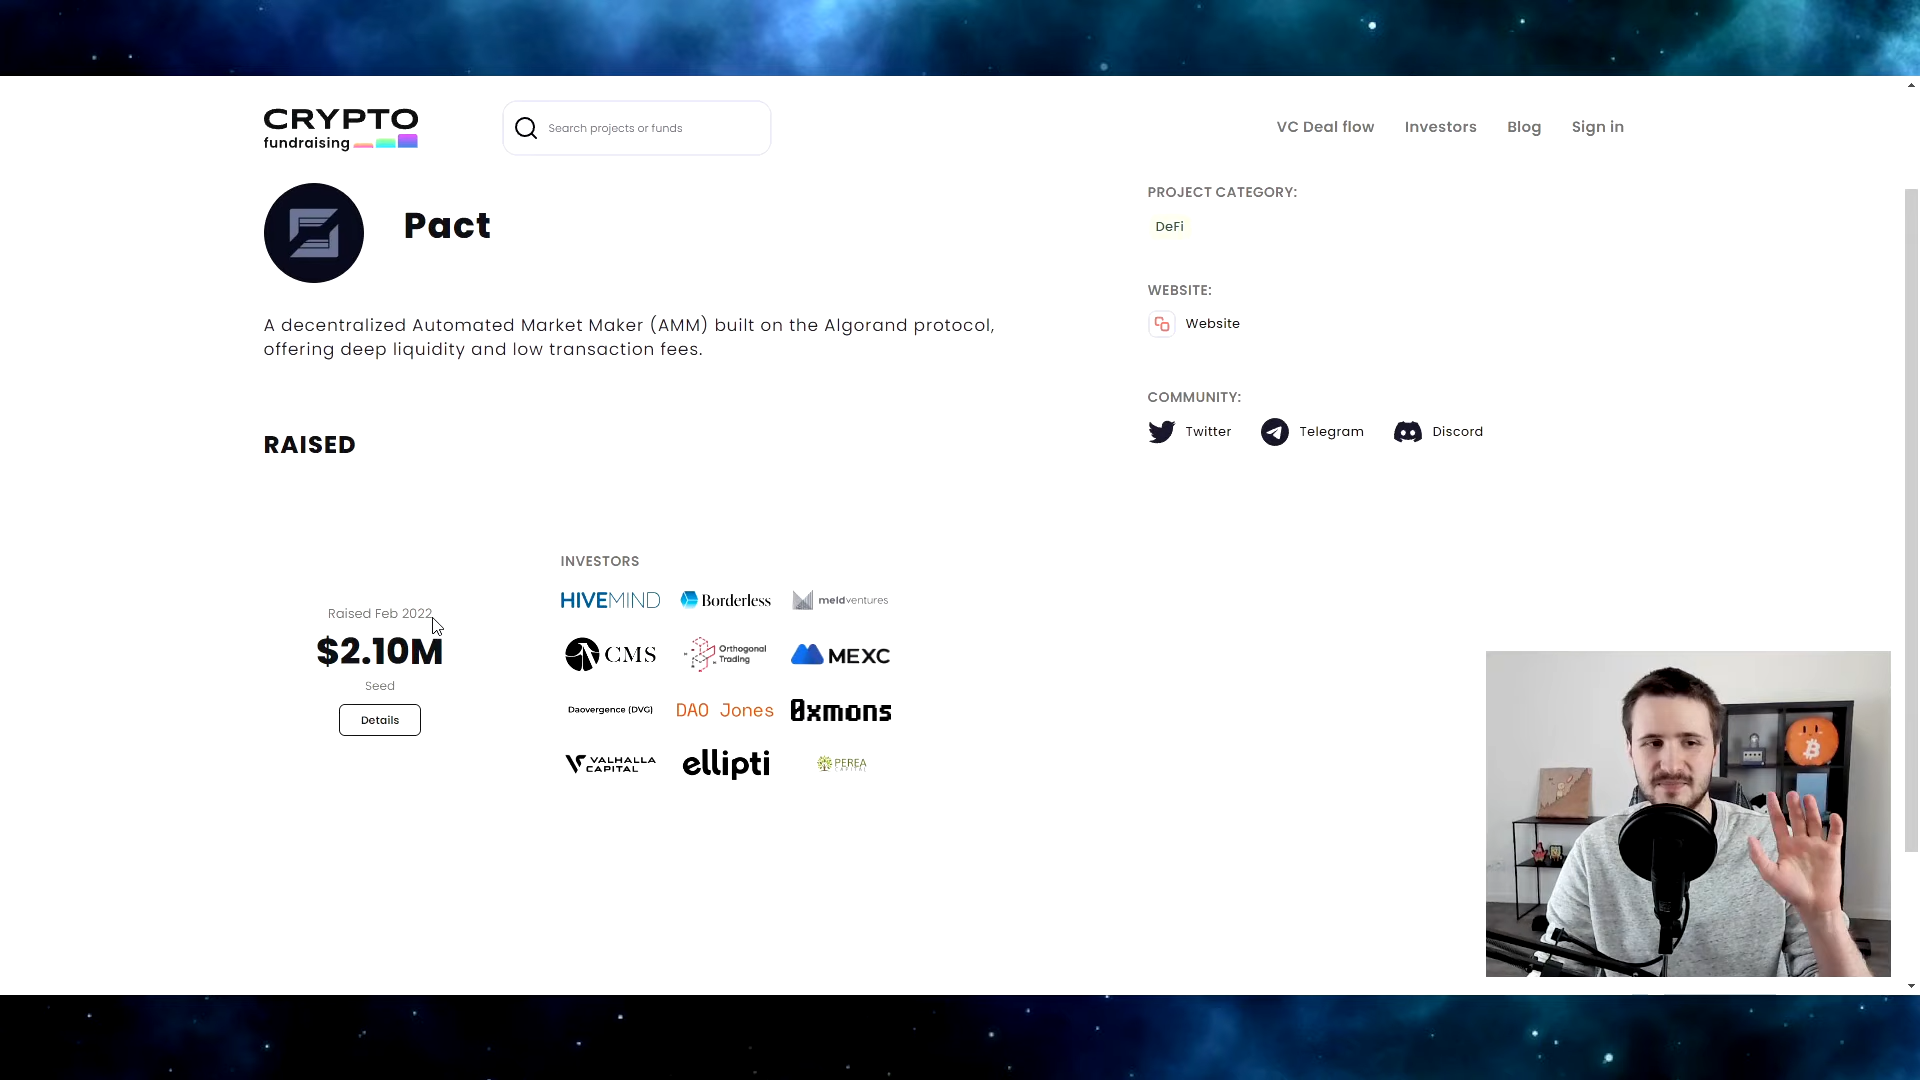 CRYPTO
fundraising
Search projects or funds
VC Deal flow
Investors
Blog
Sign in
Pact
A decentralized Automated Market Maker (AMM) built on the Algorand protocol,
offering deep liquidity and low transaction fees.
PROJECT CATEGORY:
DeFi
WEBSITE:
Website
COMMUNITY:
Twitter
Telegram
Discord
RAISED
Raised Feb 2022
$2.10M
Seed
Details
INVESTORS
HIVEMIND
Borderless
meldventures
CMS
Orthogonal
Trading
MEXC
Daovergence (DVG)
DAO Jones
0xmons
VALHALLA
CAPITAL
ellipti
PEREA
CAPITAL